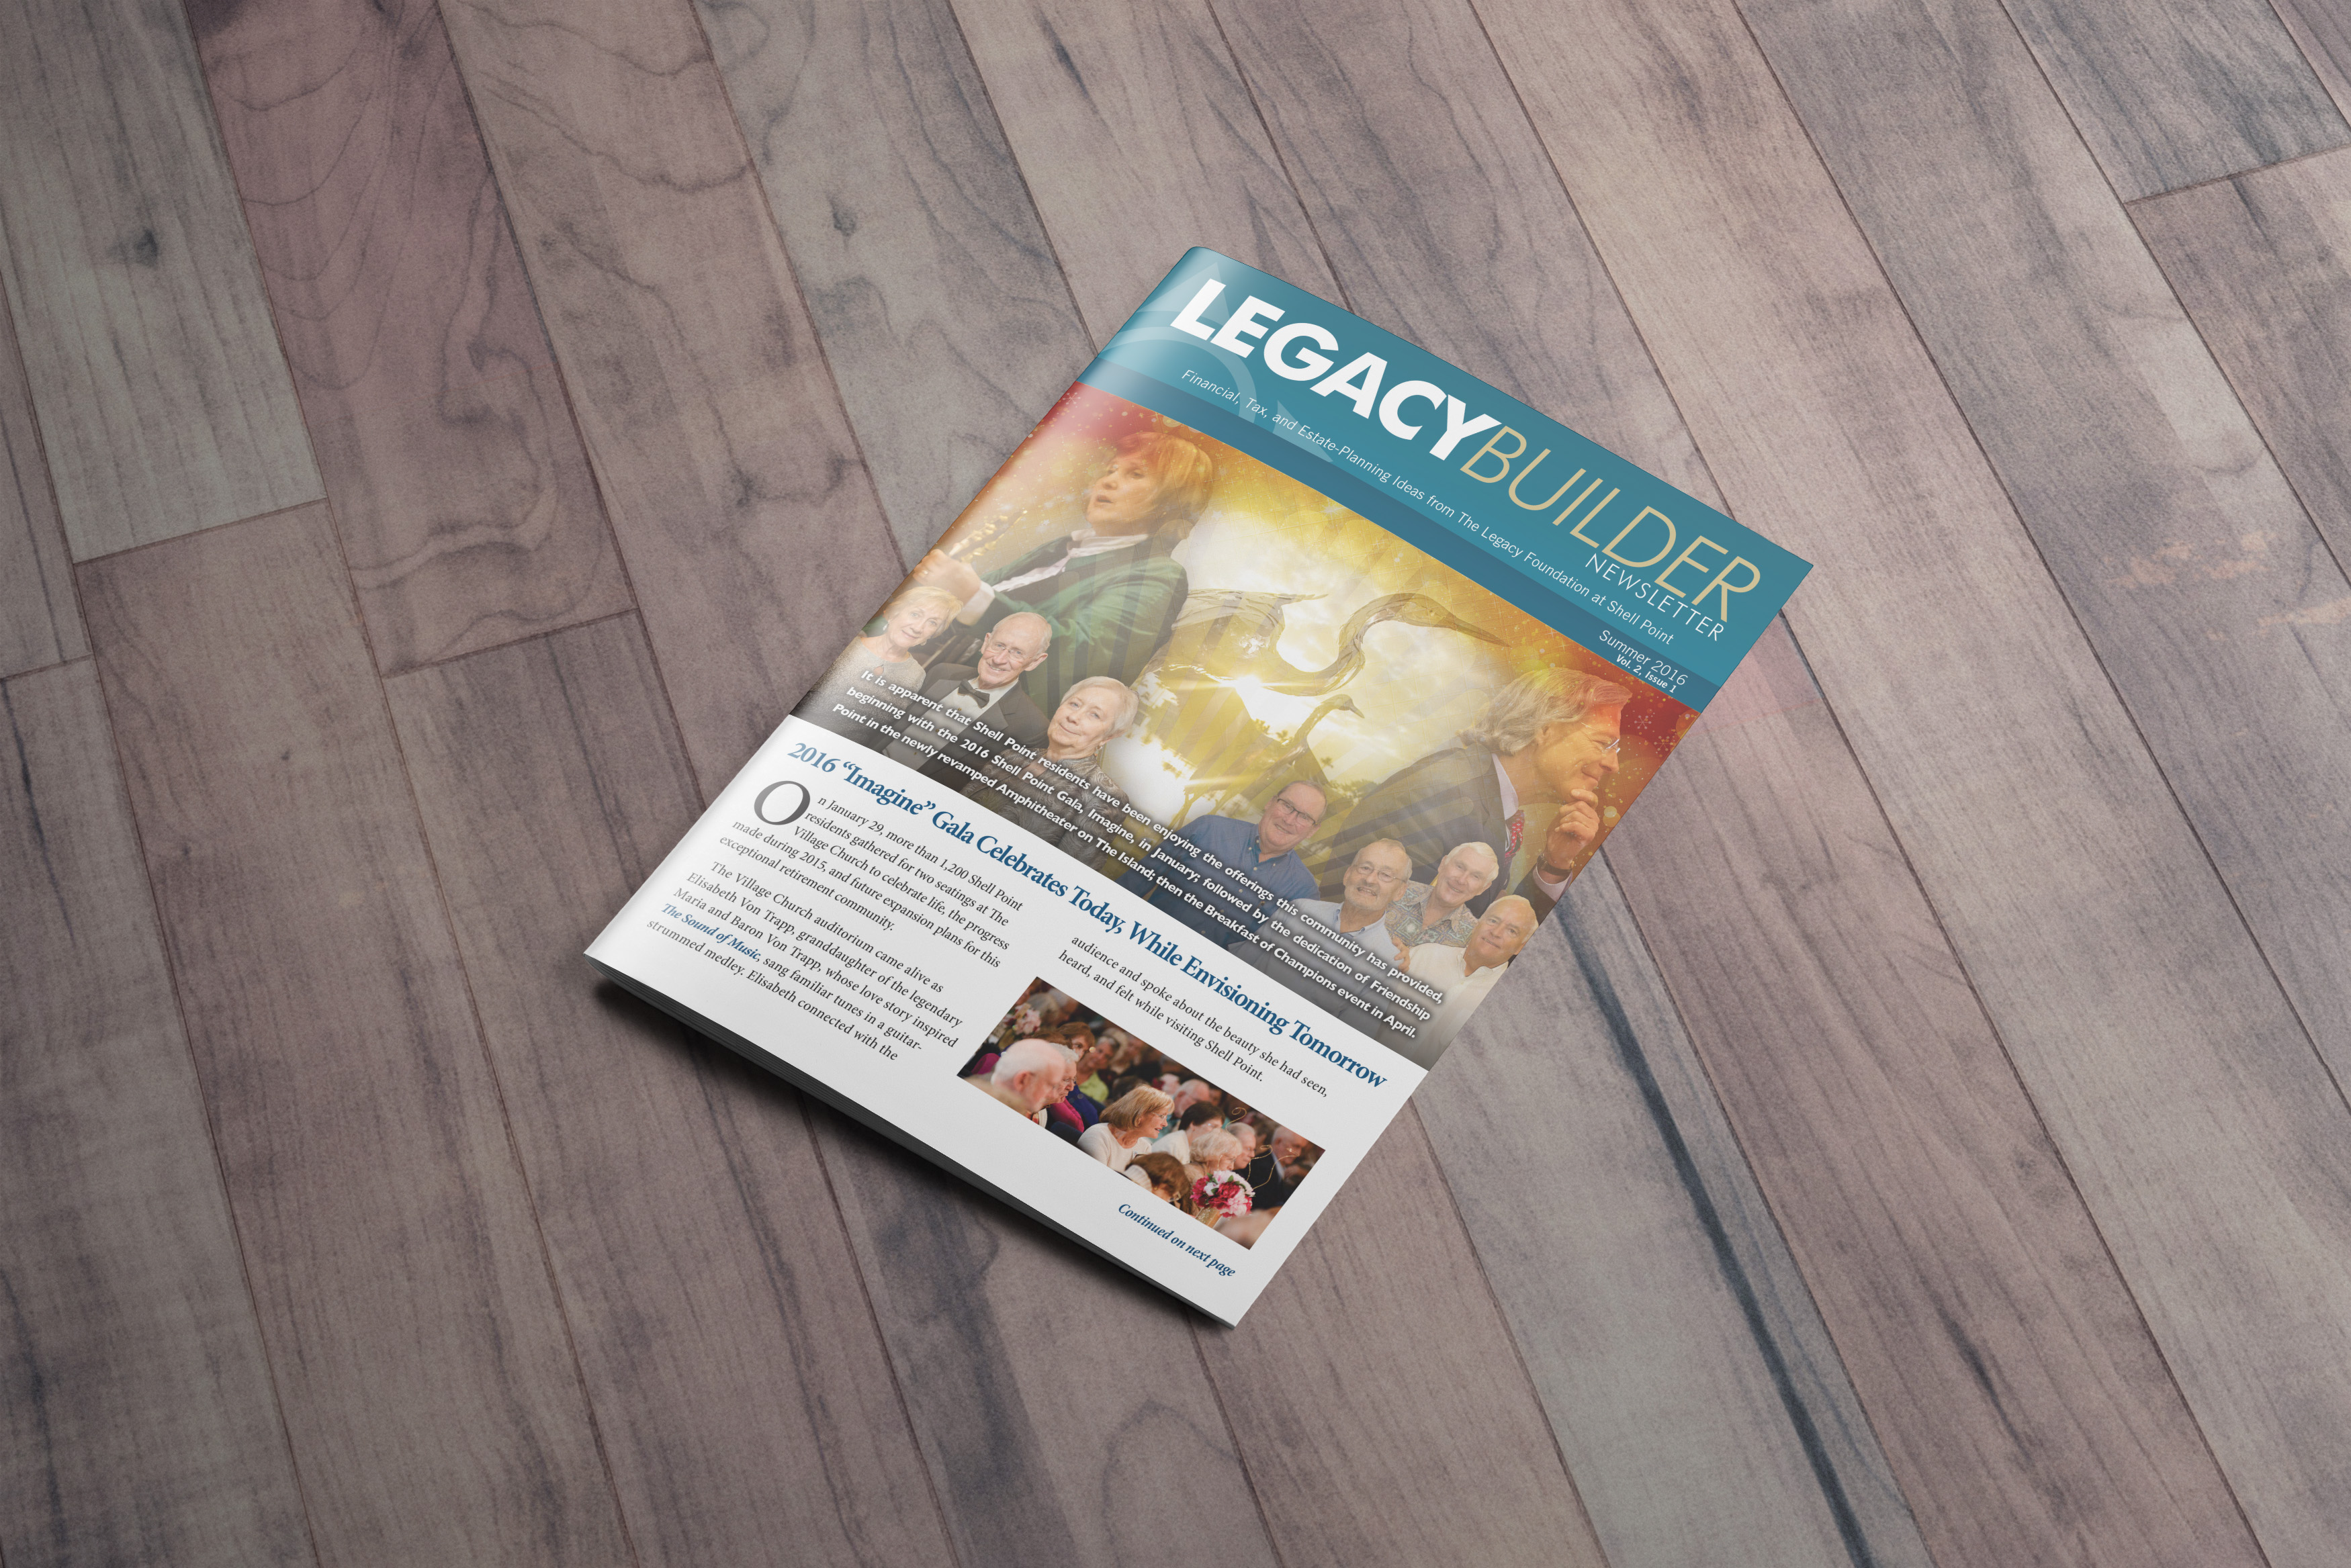 LEGACYBUILDER
NEWSLETTER
Financial, Tax, and Estate-Planning Ideas from The Legacy Foundation at Shell Point
Summer 2016
Vol. 2, Issue 1
It is apparent that Shell Point residents have been enjoying the offerings this community has provided,
beginning with the 2016 Shell Point Gala, Imagine, in January; followed by the dedication of Friendship
Point in the newly revamped Amphitheater on The Island; then the Breakfast of Champions event in April.
2016 “Imagine” Gala Celebrates Today, While Envisioning Tomorrow
On January 29, more than 1,200 Shell Point
residents gathered for two seatings at The
Village Church to celebrate life, the progress
made during 2015, and future expansion plans for this
exceptional retirement community.
The Village Church auditorium came alive as
Elisabeth Von Trapp, granddaughter of the legendary
Maria and Baron Von Trapp, whose love story inspired
The Sound of Music, sang familiar tunes in a guitar-
strummed medley. Elisabeth connected with the
audience and spoke about the beauty she had seen,
heard, and felt while visiting Shell Point.
Continued on next page